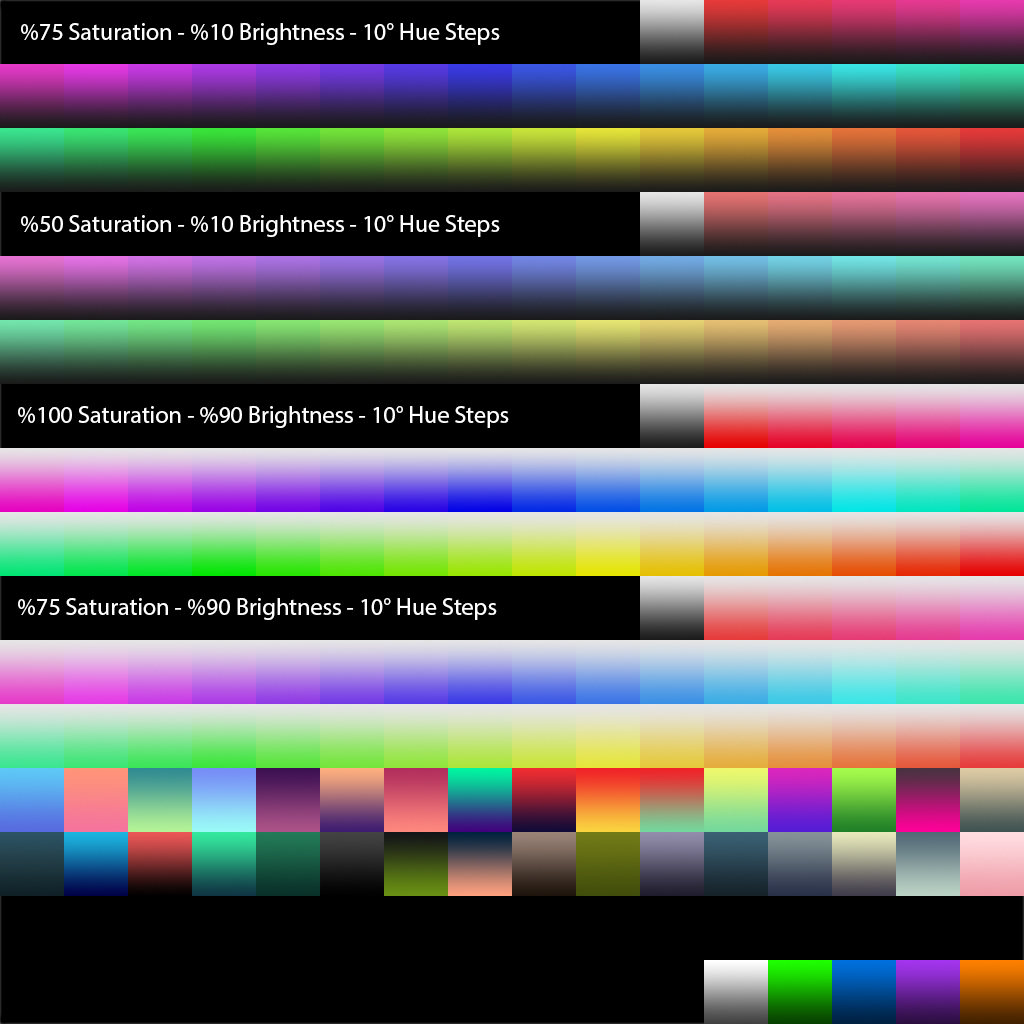 %75 Saturation - %10 Brightness - 10° Hue Steps
%50 Saturation - %10 Brightness - 10° Hue Steps
%100 Saturation - %90 Brightness - 10° Hue Steps
%75 Saturation - %90 Brightness - 10° Hue Steps